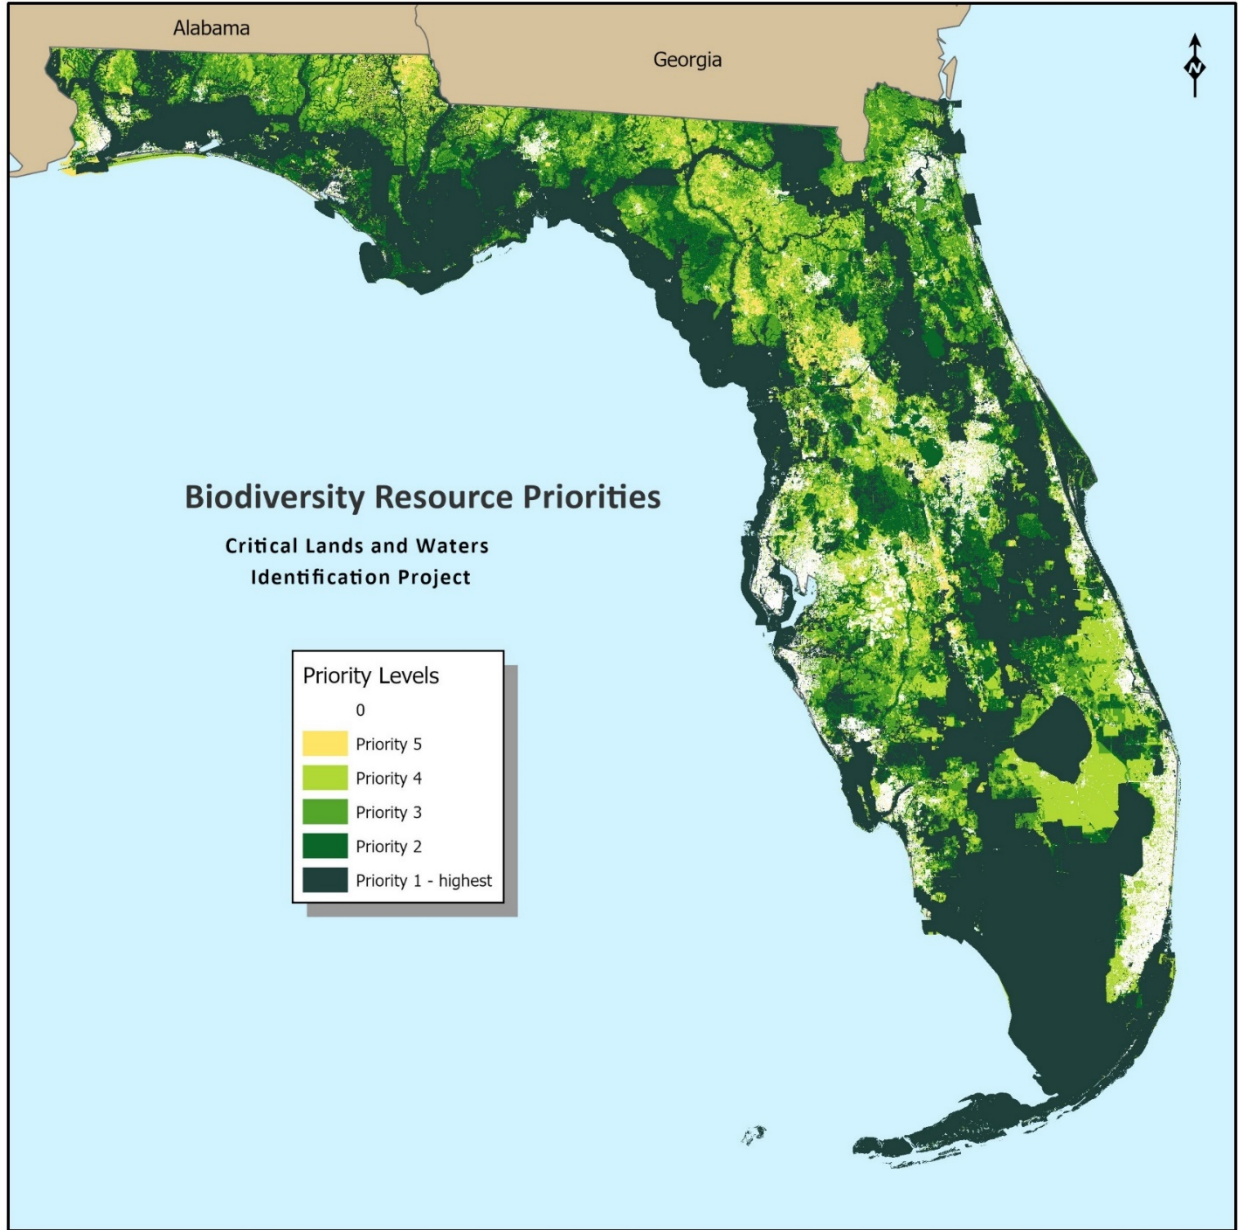 Alabama
Georgia
N
Biodiversity Resource Priorities
Critical Lands and Waters
Identification Project
Priority Levels
0
Priority 5
Priority 4
Priority 3
Priority 2
Priority 1 - highest